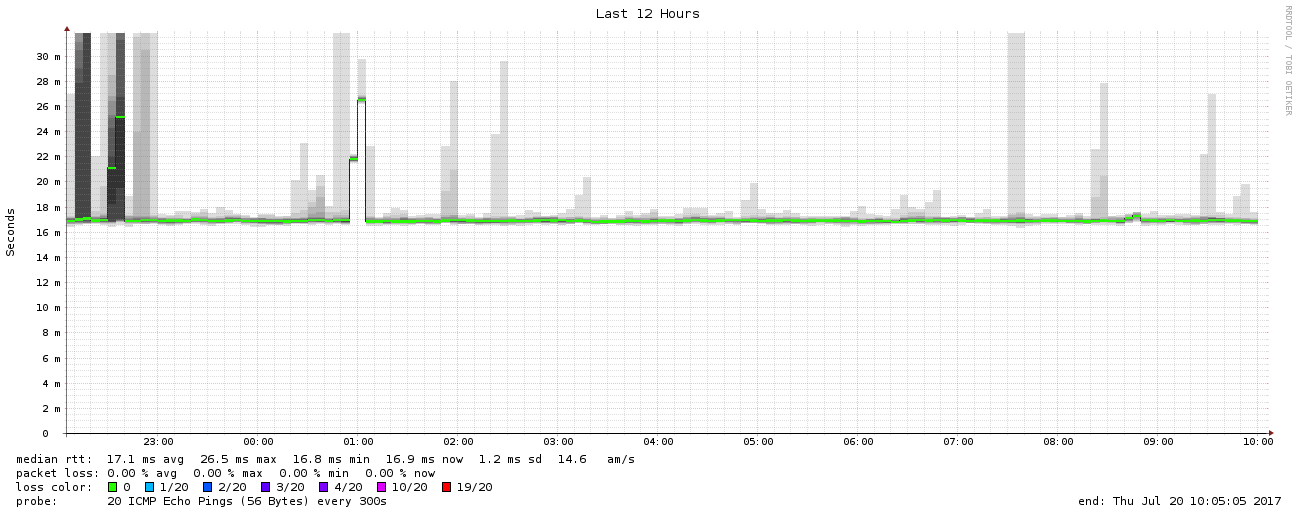 Last 12 Hours
RRDTOOL / TOBI OETIKER
Seconds
30 m
28 m
26 m
24 m
22 m
20 m
18 m
16 m
14 m
12 m
10 m
8 m
6 m
4 m
2 m
0
23:00 00:00 01:00 02:00 03:00 04:00 05:00 06:00 07:00 08:00 09:00 10:00
median rtt: 17.1 ms avg 26.5 ms max 16.8 ms min 16.9 ms now 1.2 ms sd 14.6 am/s
packet loss: 0.00 % avg 0.00 % max 0.00 % min 0.00 % now
loss color: 0 1/20 2/20 3/20 4/20 10/20 19/20
probe: 20 ICMP Echo Pings (56 Bytes) every 300s end: Thu Jul 20 10:05:05 2017